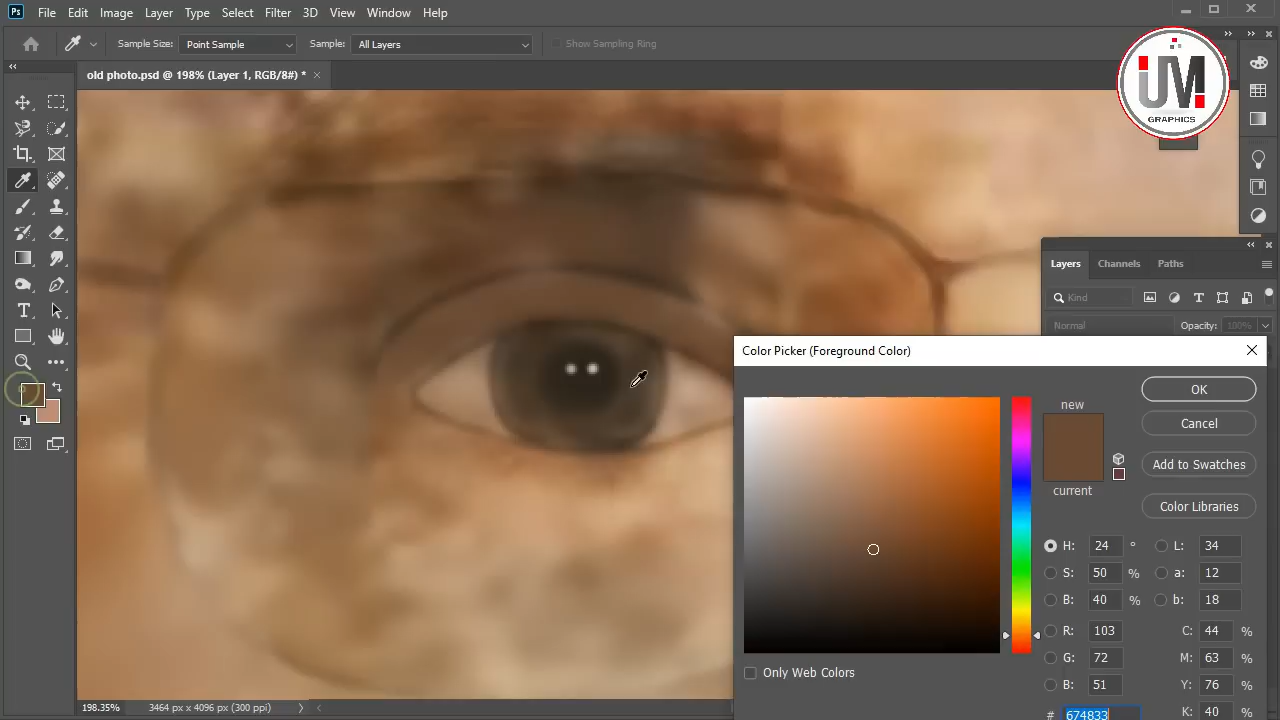 Ps File Edit Image Layer Type Select Filter 3D View Window Help
Sample Size: Point Sample Sample: All Layers Show Sampling Ring
old photo.psd @ 198% (Layer 1, RGB/8#) * ×
UM
GRAPHICS
Layers Channels Paths
Kind
Normal Opacity: 100%
Color Picker (Foreground Color)
OK
new
Cancel
Add to Swatches
current
Color Libraries
H: 24 ° L: 34
S: 50 % a: 12
B: 40 % b: 18
R: 103 C: 44 %
G: 72 M: 63 %
Only Web Colors
B: 51 Y: 76 %
# 674833 K: 40 %
198.35% 3464 px x 4096 px (300 ppi)